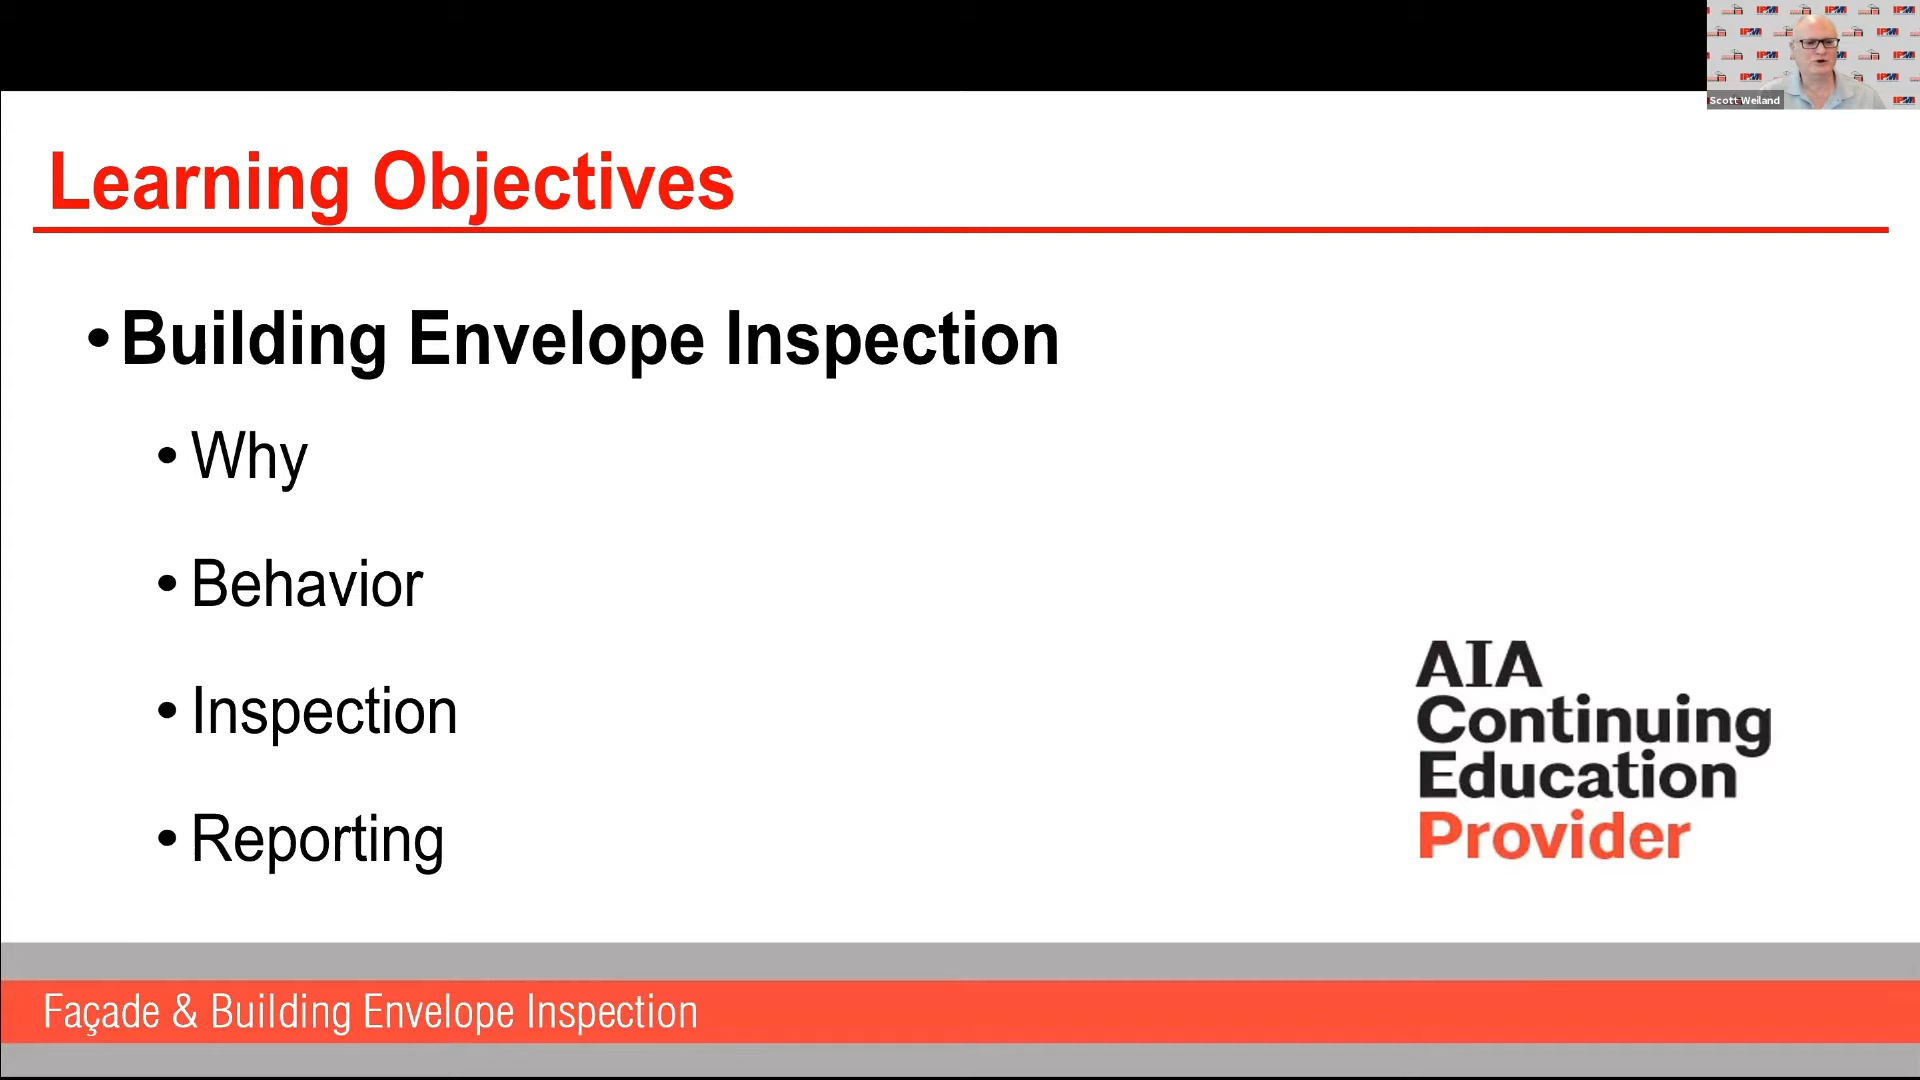 Scott Weiland
Learning Objectives
• Building Envelope Inspection
• Why
• Behavior
• Inspection
• Reporting
AIA
Continuing
Education
Provider
Façade & Building Envelope Inspection